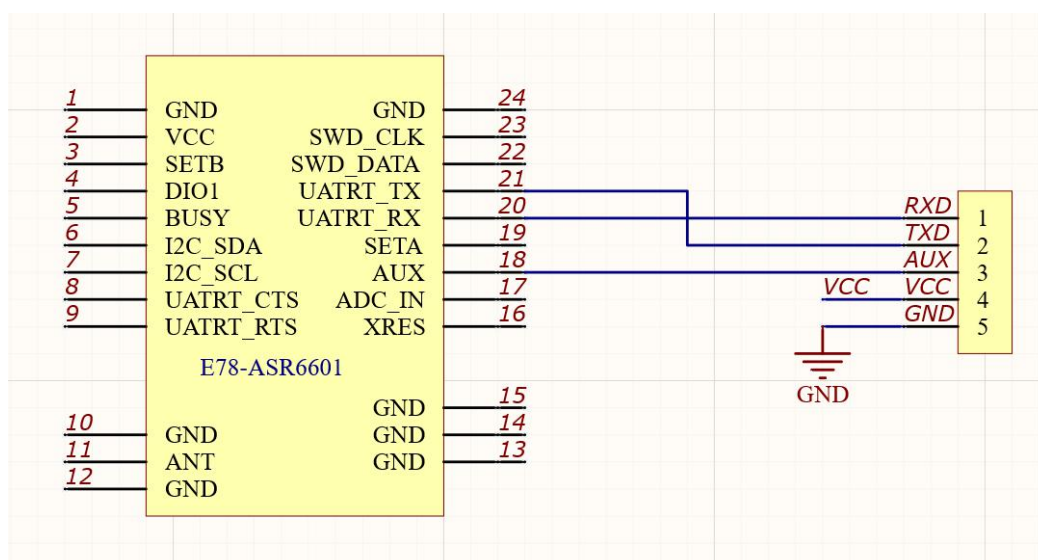 1 GND GND 24
2 VCC SWD_CLK 23
3 SETB SWD_DATA 22
4 DIO1 UATRT_TX 21
5 BUSY UATRT_RX 20 RXD 1
6 I2C_SDA SETA 19 TXD 2
7 I2C_SCL AUX 18 AUX 3
8 UATRT_CTS ADC_IN 17 VCC VCC 4
9 UATRT_RTS XRES 16 GND 5
E78-ASR6601
GND
GND 15
10 GND GND 14
11 ANT GND 13
12 GND